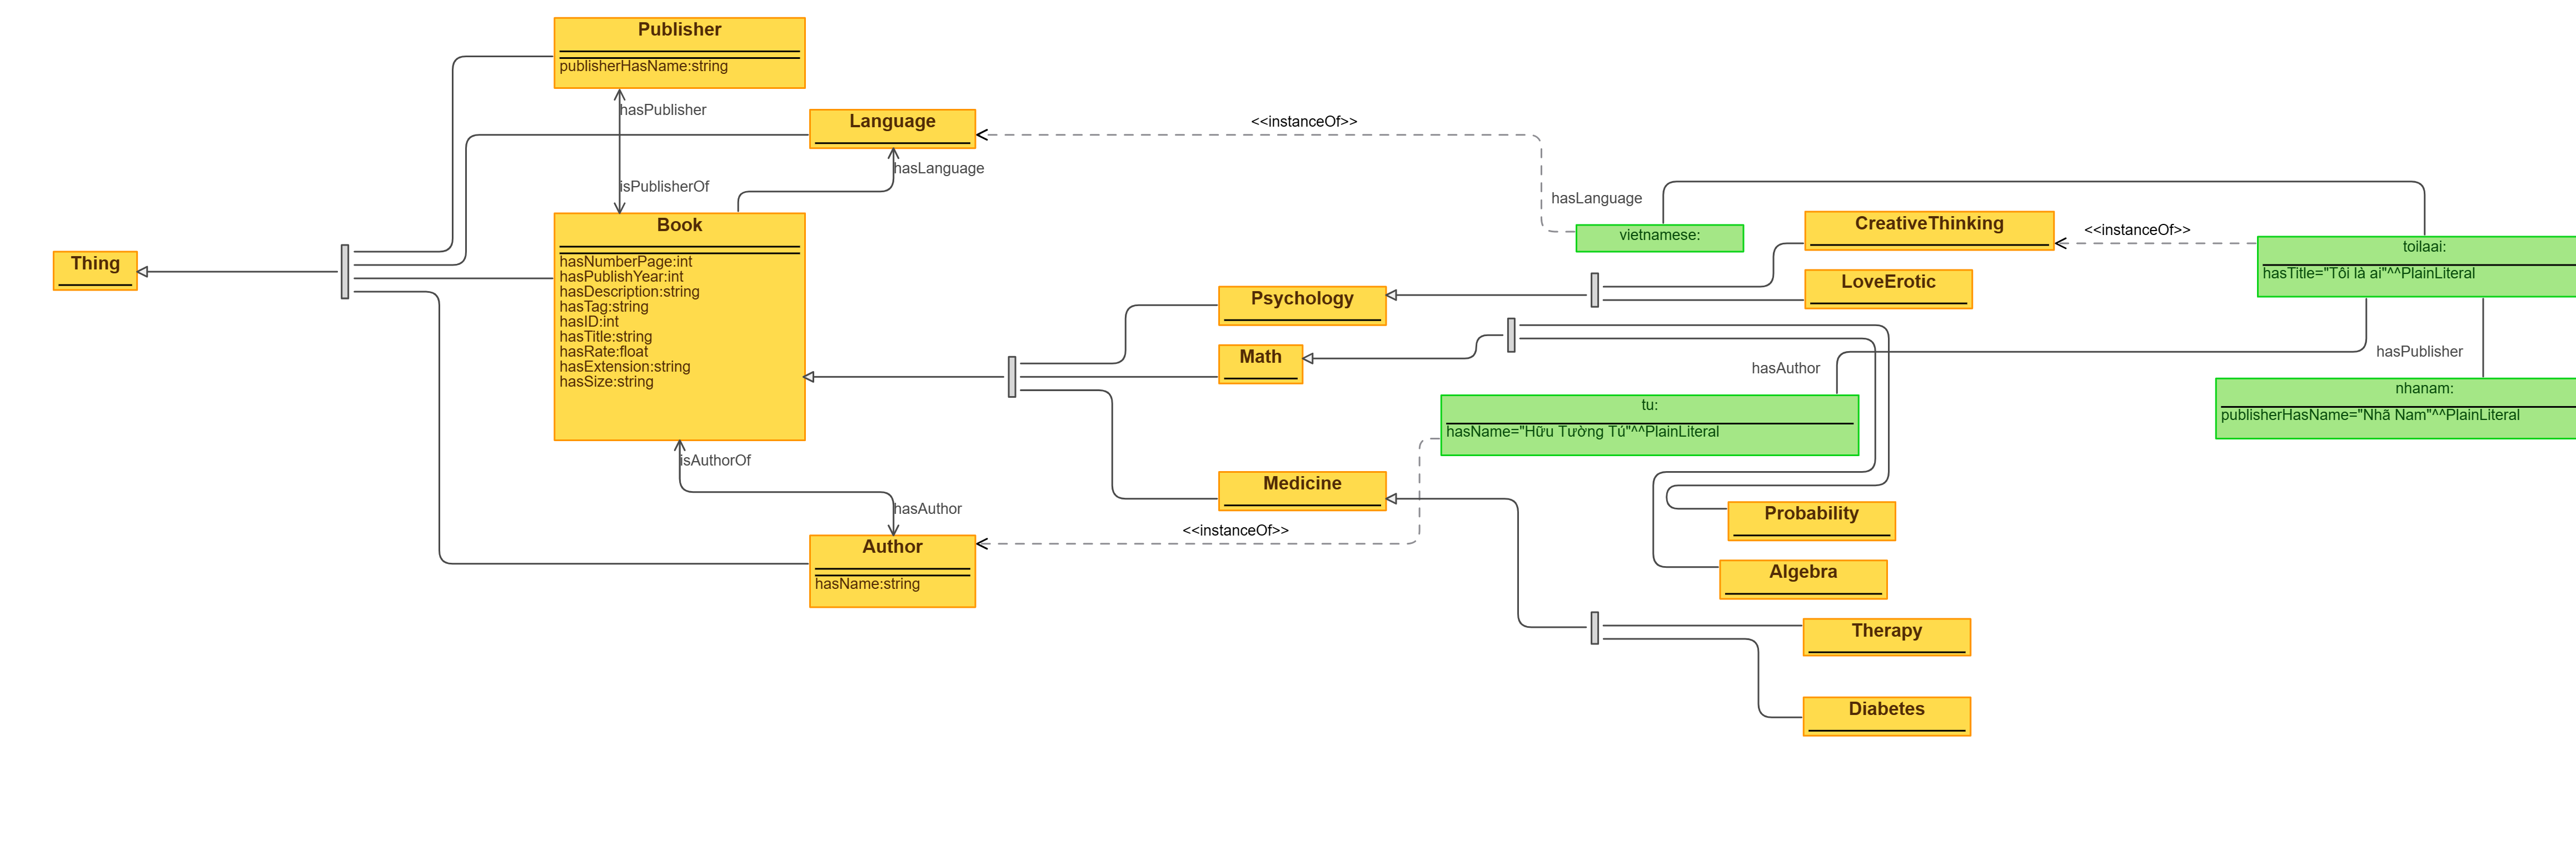 Publisher
publisherHasName:string
hasPublisher
Language
<<instanceOf>>
hasLanguage
isPublisherOf
hasLanguage
Book
hasNumberPage:int
hasPublishYear:int
hasDescription:string
hasTag:string
hasID:int
hasTitle:string
hasRate:float
hasExtension:string
hasSize:string
Thing
vietnamese:
CreativeThinking
<<instanceOf>>
toilaai:
hasTitle="Tôi là ai"^^PlainLiteral
LoveErotic
Psychology
Math
hasAuthor
hasPublisher
tu:
hasName="Hữu Tường Tú"^^PlainLiteral
nhanam:
publisherHasName="Nhã Nam"^^PlainLiteral
isAuthorOf
Medicine
hasAuthor
<<instanceOf>>
Author
hasName:string
Probability
Algebra
Therapy
Diabetes